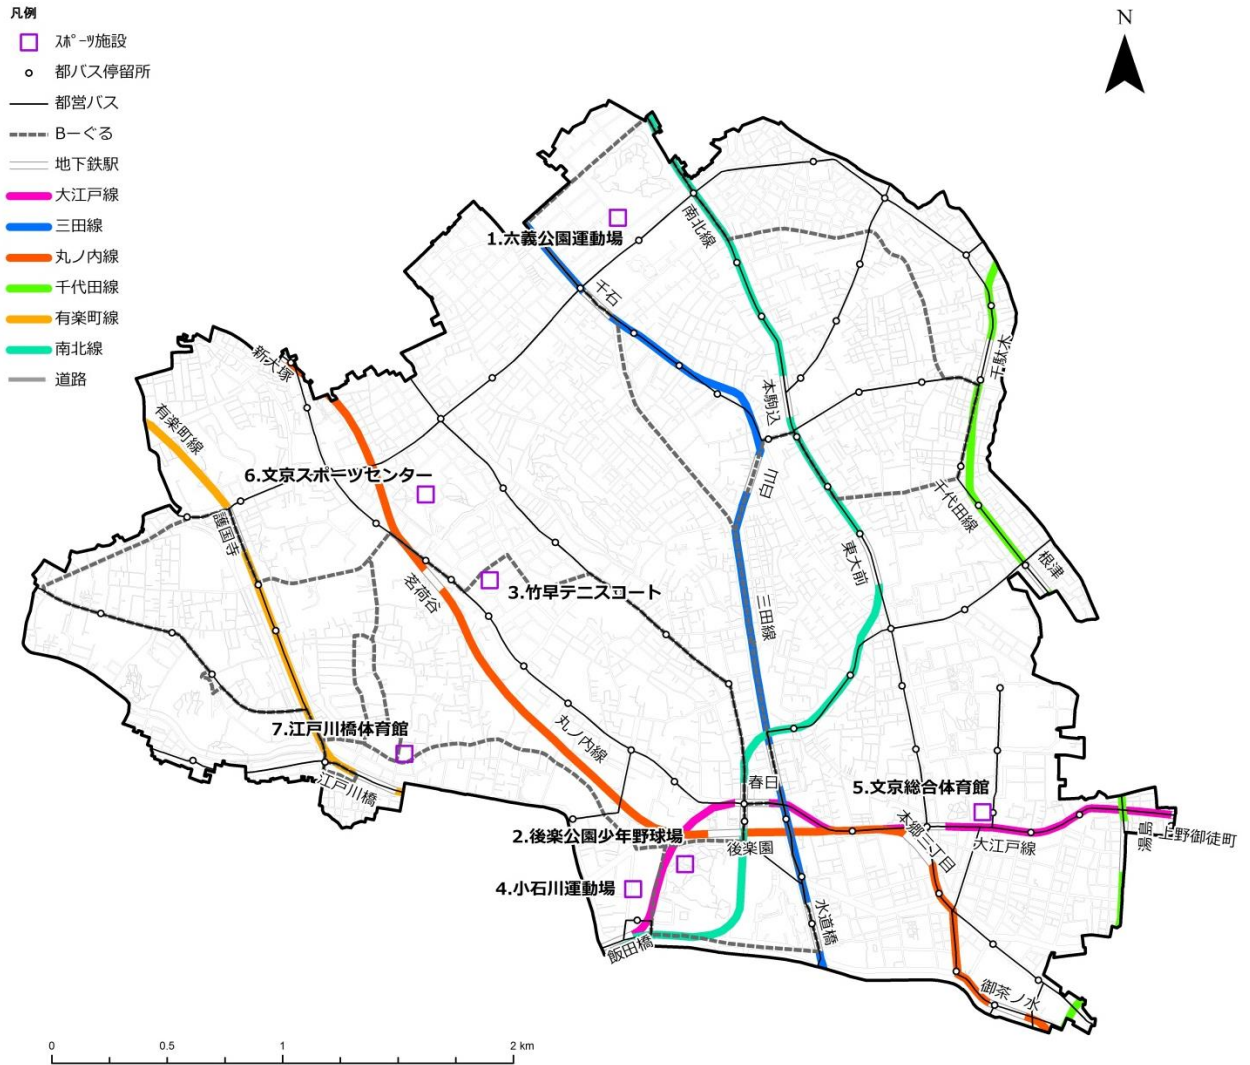 凡例
スポーツ施設
都バス停留所
都営バス
Bーぐる
地下鉄駅
大江戸線
三田線
丸ノ内線
千代田線
有楽町線
南北線
道路
N
南北線
1.六義公園運動場
千石
千駄木
新大塚
本駒込
有楽町線
6.文京スポーツセンター
白山
千代田線
護国寺
東大前
根津
茗荷谷
3.竹早テニスコート
三田線
丸ノ内線
7.江戸川橋体育館
江戸川橋
春日
5.文京総合体育館
2.後楽公園少年野球場
後楽園
本郷三丁目
大江戸線
湯島
上野御徒町
4.小石川運動場
水道橋
飯田橋
御茶ノ水
0 0.5 1 2 km